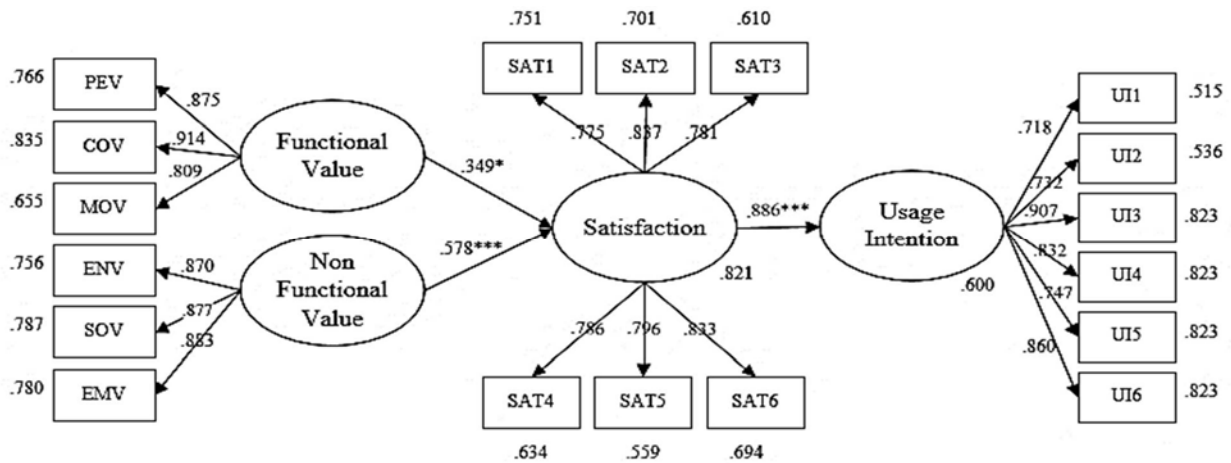 .751
.701
.610
SAT1
SAT2
SAT3
.766
PEV
.875
.835
COV
.914
.655
MOV
.809
Functional
Value
.349*
.775
.837
.781
.756
ENV
.870
.787
SOV
.877
.780
EMV
.883
Non
Functional
Value
.578***
Satisfaction
.821
.886***
Usage
Intention
.600
.786
.796
.833
SAT4
SAT5
SAT6
.634
.559
.694
.718
UI1
.515
.732
UI2
.536
.907
UI3
.823
.832
UI4
.823
.747
UI5
.823
.860
UI6
.823